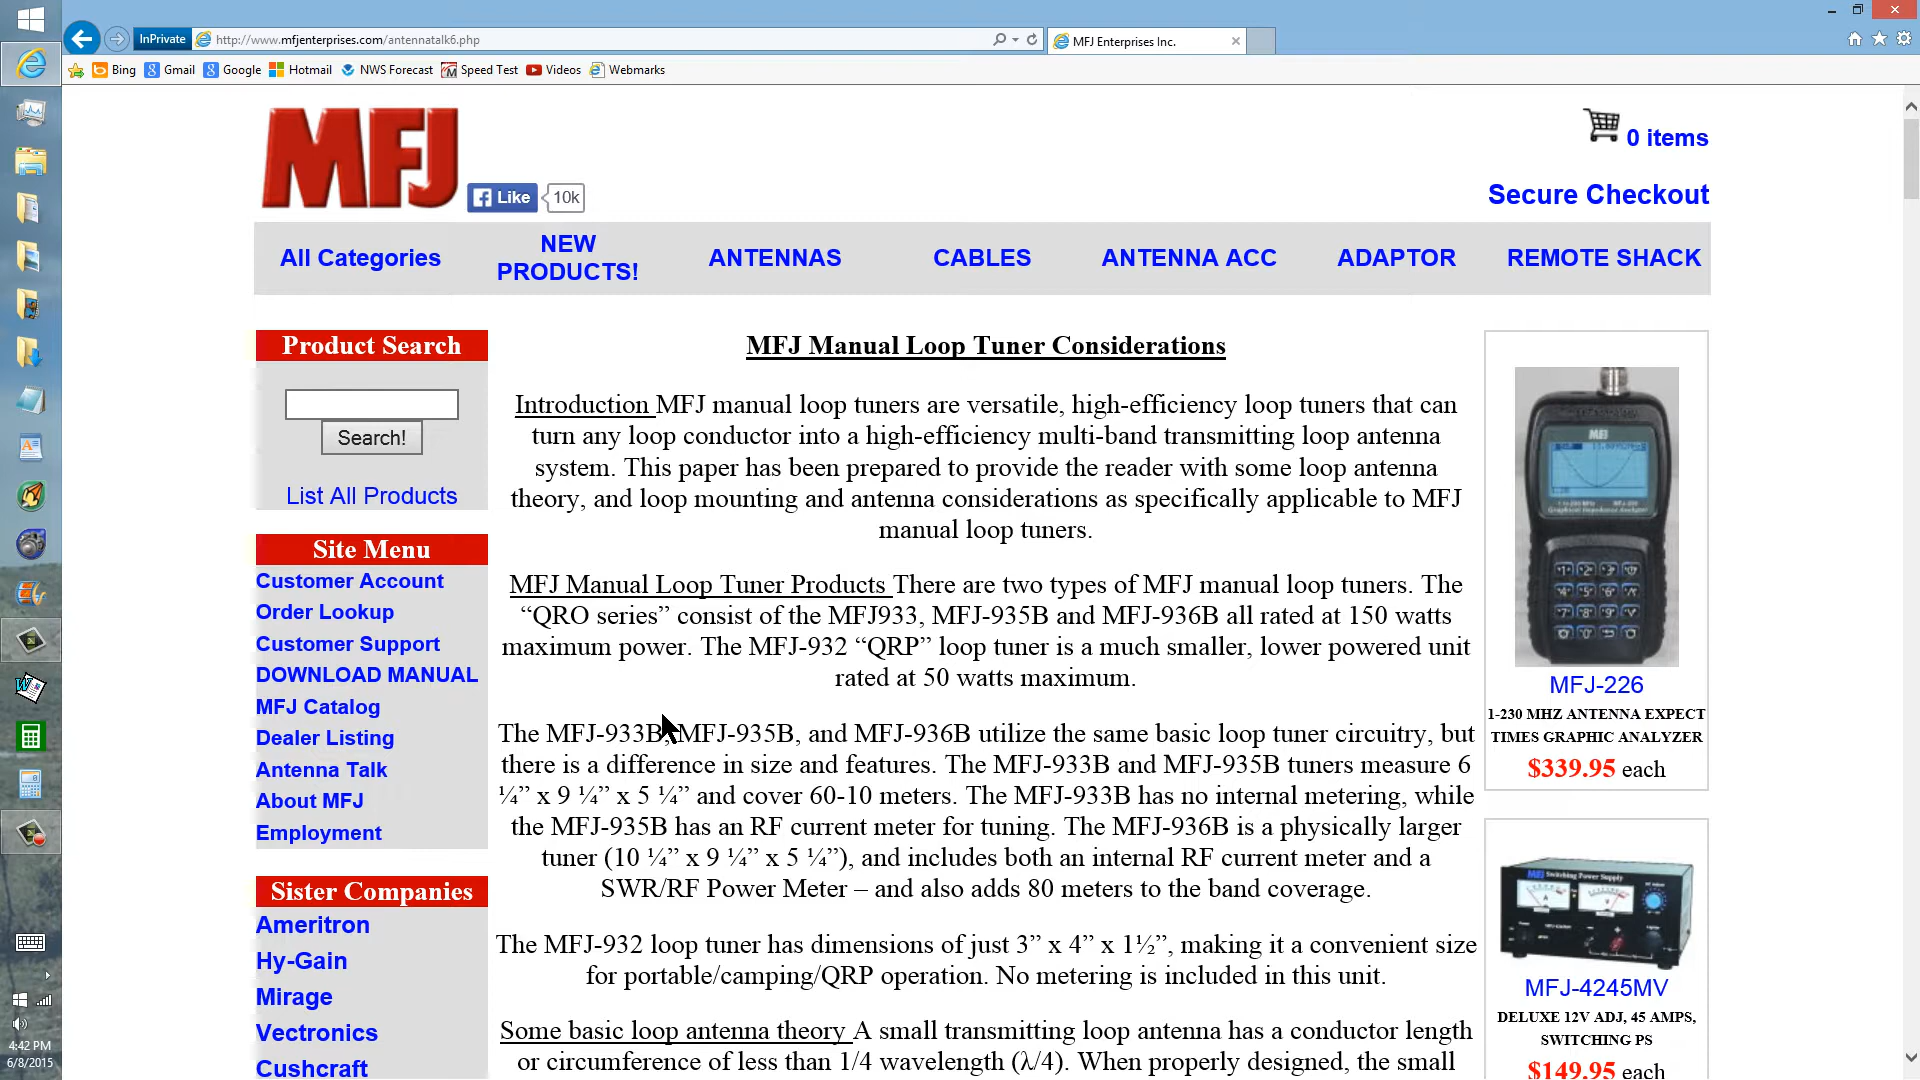 InPrivate
http://www.mfjenterprises.com/antennatalk6.php
MFJ Enterprises Inc.
Bing
Gmail
Google
Hotmail
NWS Forecast
Speed Test
Videos
Webmarks
MFJ
Like
10k
0 items
Secure Checkout
All Categories
NEW
PRODUCTS!
ANTENNAS
CABLES
ANTENNA ACC
ADAPTOR
REMOTE SHACK
Product Search
Search!
List All Products
Site Menu
Customer Account
Order Lookup
Customer Support
DOWNLOAD MANUAL
MFJ Catalog
Dealer Listing
Antenna Talk
About MFJ
Employment
Sister Companies
Ameritron
Hy-Gain
Mirage
Vectronics
Cushcraft
MFJ Manual Loop Tuner Considerations
Introduction MFJ manual loop tuners are versatile, high-efficiency loop tuners that can
turn any loop conductor into a high-efficiency multi-band transmitting loop antenna
system. This paper has been prepared to provide the reader with some loop antenna
theory, and loop mounting and antenna considerations as specifically applicable to MFJ
manual loop tuners.
MFJ Manual Loop Tuner Products There are two types of MFJ manual loop tuners. The
“QRO series” consist of the MFJ933, MFJ-935B and MFJ-936B all rated at 150 watts
maximum power. The MFJ-932 “QRP” loop tuner is a much smaller, lower powered unit
rated at 50 watts maximum.
The MFJ-933B, MFJ-935B, and MFJ-936B utilize the same basic loop tuner circuitry, but
there is a difference in size and features. The MFJ-933B and MFJ-935B tuners measure 6
¼” x 9 ¼” x 5 ¼” and cover 60-10 meters. The MFJ-933B has no internal metering, while
the MFJ-935B has an RF current meter for tuning. The MFJ-936B is a physically larger
tuner (10 ¼” x 9 ¼” x 5 ¼”), and includes both an internal RF current meter and a
SWR/RF Power Meter – and also adds 80 meters to the band coverage.
The MFJ-932 loop tuner has dimensions of just 3” x 4” x 1½”, making it a convenient size
for portable/camping/QRP operation. No metering is included in this unit.
Some basic loop antenna theory A small transmitting loop antenna has a conductor length
or circumference of less than 1/4 wavelength (λ/4). When properly designed, the small
MFJ
MFJ-226
1-230 MHZ ANTENNA EXPECT
TIMES GRAPHIC ANALYZER
$339.95 each
MFJ Switching Power Supply
MFJ-4245MV
DELUXE 12V ADJ, 45 AMPS,
SWITCHING PS
$149.95 each
4:42 PM
6/8/2015